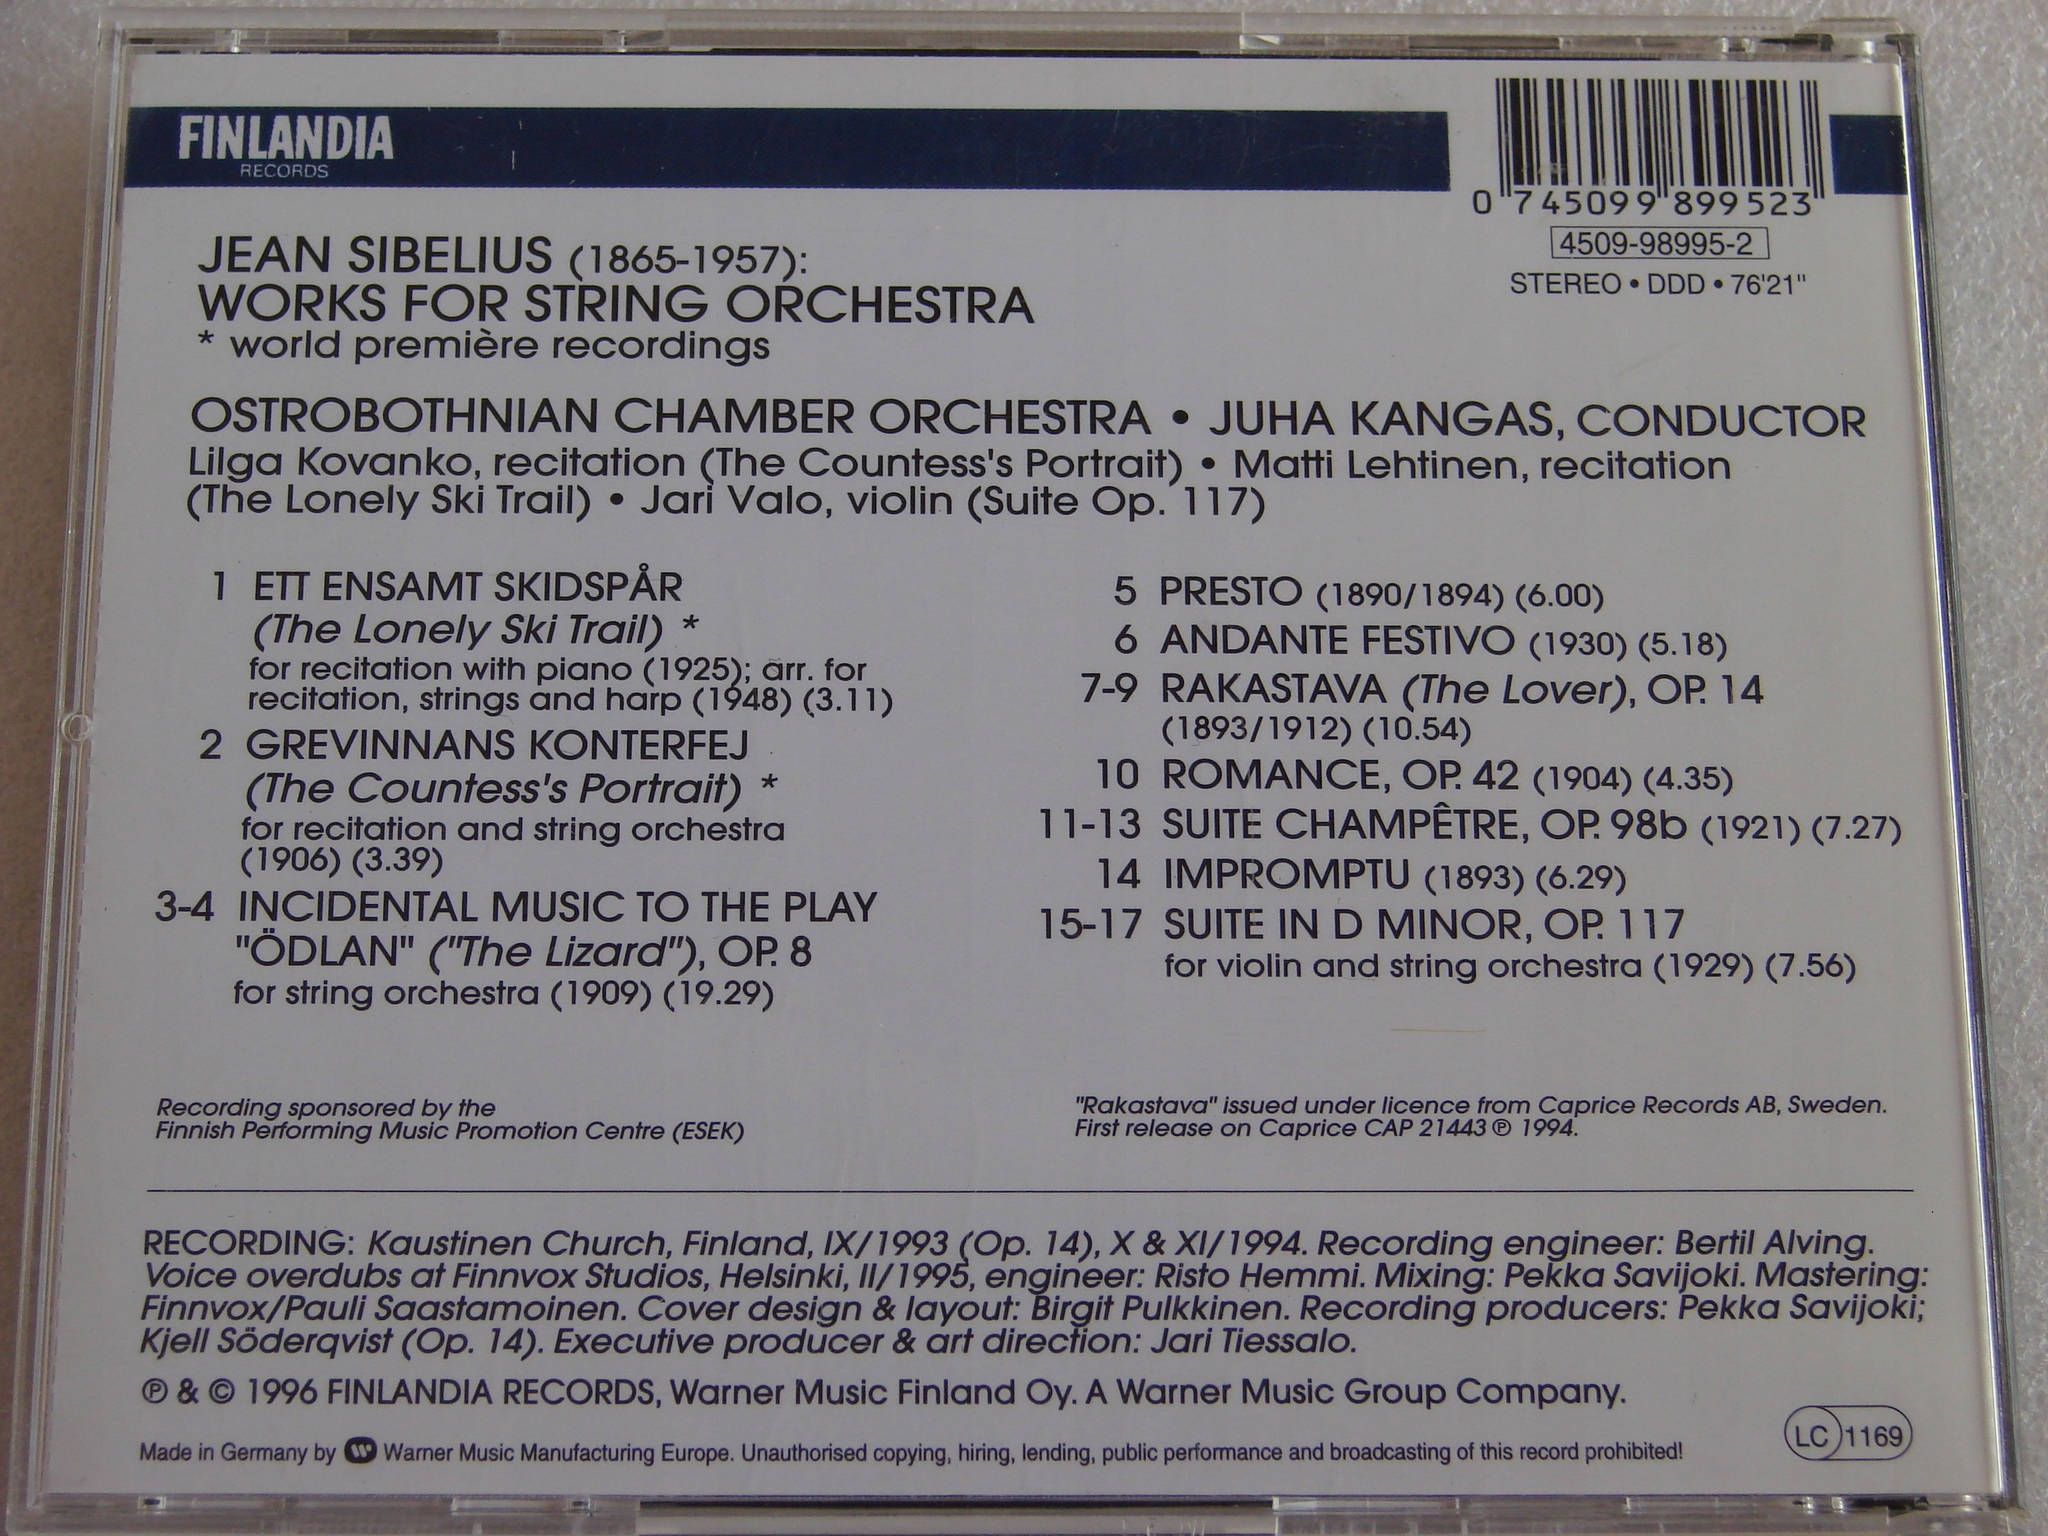 FINLANDIA
RECORDS
0 745099 899523
4509-98995-2
STEREO • DDD • 76'21"
JEAN SIBELIUS (1865-1957):
WORKS FOR STRING ORCHESTRA
* world première recordings
OSTROBOTHNIAN CHAMBER ORCHESTRA • JUHA KANGAS, CONDUCTOR
Lilga Kovanko, recitation (The Countess's Portrait) • Matti Lehtinen, recitation
(The Lonely Ski Trail) • Jari Valo, violin (Suite Op. 117)
1 ETT ENSAMT SKIDSPÅR
(The Lonely Ski Trail) *
for recitation with piano (1925); arr. for
recitation, strings and harp (1948) (3.11)
2 GREVINNANS KONTERFEJ
(The Countess's Portrait) *
for recitation and string orchestra
(1906) (3.39)
3-4 INCIDENTAL MUSIC TO THE PLAY
"ÖDLAN" ("The Lizard"), OP. 8
for string orchestra (1909) (19.29)
5 PRESTO (1890/1894) (6.00)
6 ANDANTE FESTIVO (1930) (5.18)
7-9 RAKASTAVA (The Lover), OP. 14
(1893/1912) (10.54)
10 ROMANCE, OP. 42 (1904) (4.35)
11-13 SUITE CHAMPÊTRE, OP. 98b (1921) (7.27)
14 IMPROMPTU (1893) (6.29)
15-17 SUITE IN D MINOR, OP. 117
for violin and string orchestra (1929) (7.56)
Recording sponsored by the
Finnish Performing Music Promotion Centre (ESEK)
"Rakastava" issued under licence from Caprice Records AB, Sweden.
First release on Caprice CAP 21443 ℗ 1994.
RECORDING: Kaustinen Church, Finland, IX/1993 (Op. 14), X & XI/1994. Recording engineer: Bertil Alving.
Voice overdubs at Finnvox Studios, Helsinki, II/1995, engineer: Risto Hemmi. Mixing: Pekka Savijoki. Mastering:
Finnvox/Pauli Saastamoinen. Cover design & layout: Birgit Pulkkinen. Recording producers: Pekka Savijoki;
Kjell Söderqvist (Op. 14). Executive producer & art direction: Jari Tiessalo.
℗ & © 1996 FINLANDIA RECORDS, Warner Music Finland Oy. A Warner Music Group Company.
Made in Germany by Warner Music Manufacturing Europe. Unauthorised copying, hiring, lending, public performance and broadcasting of this record prohibited!
LC 1169